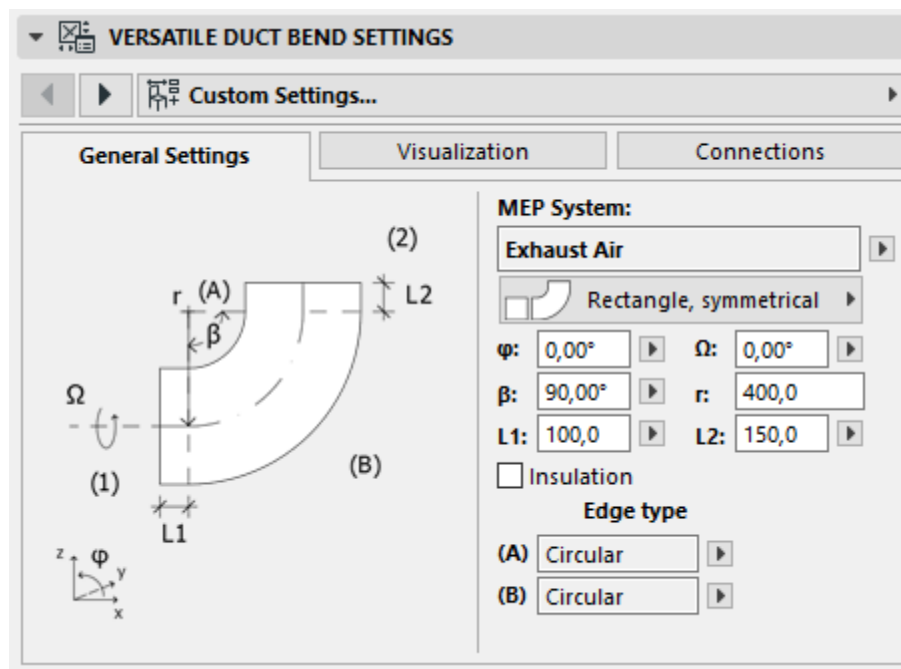 VERSATILE DUCT BEND SETTINGS
Custom Settings...
General Settings
Visualization
Connections
(2)
r (A)
L2
β
Ω
(1)
(B)
L1
z φ y
x
MEP System:
Exhaust Air
Rectangle, symmetrical
φ: 0,00° Ω: 0,00°
β: 90,00° r: 400,0
L1: 100,0 L2: 150,0
Insulation
Edge type
(A) Circular
(B) Circular